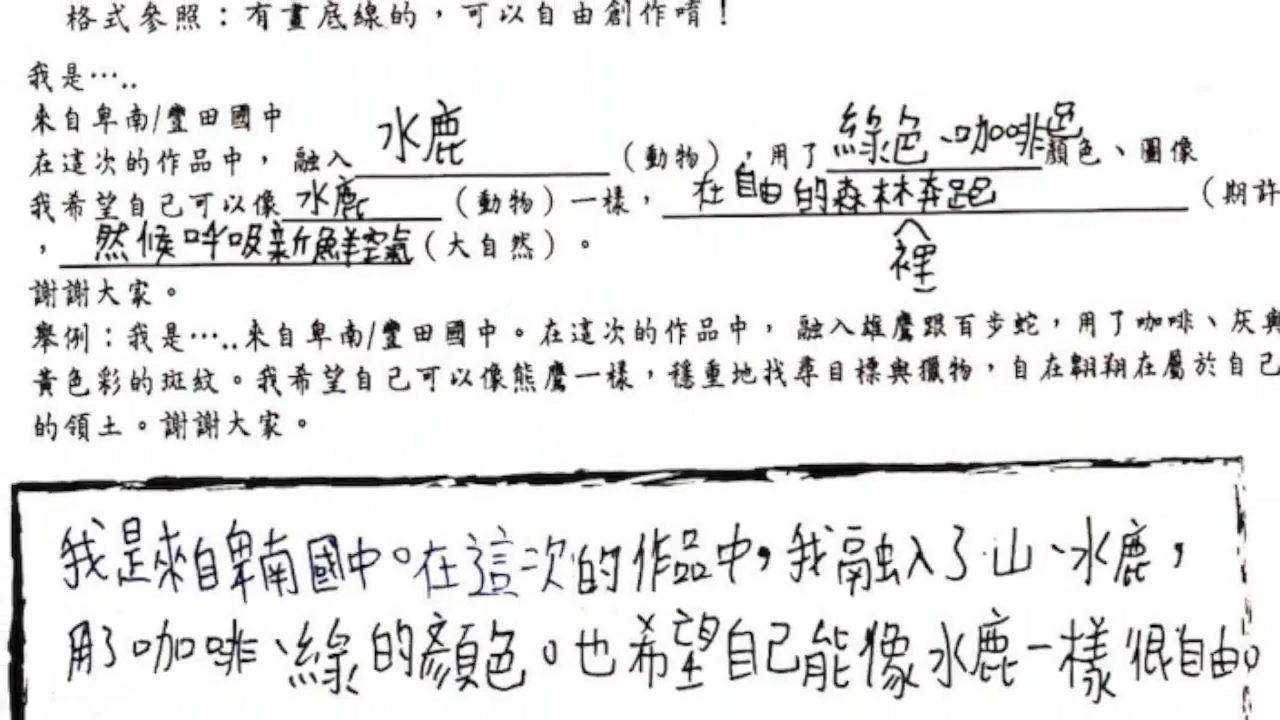 格式參照：有畫底線的，可以自由創作唷！
我是…..
來自卑南/豐田國中
在這次的作品中，融入水鹿（動物），用了綠色、咖啡色顏色、圖像
我希望自己可以像水鹿（動物）一樣，在自由的森林裡奔跑（期許
，然候呼吸新鮮空氣（大自然）。
謝謝大家。
舉例：我是…..來自卑南/豐田國中。在這次的作品中，融入雄鷹跟百步蛇，用了咖啡、灰與
黃色彩的斑紋。我希望自己可以像熊鷹一樣，穩重地找尋目標與獵物，自在翱翔在屬於自己
的領土。謝謝大家。
我是來自卑南國中。在這次的作品中，我融入了山、水鹿，
用了咖啡、綠的顏色。也希望自己能像水鹿一樣很自由。